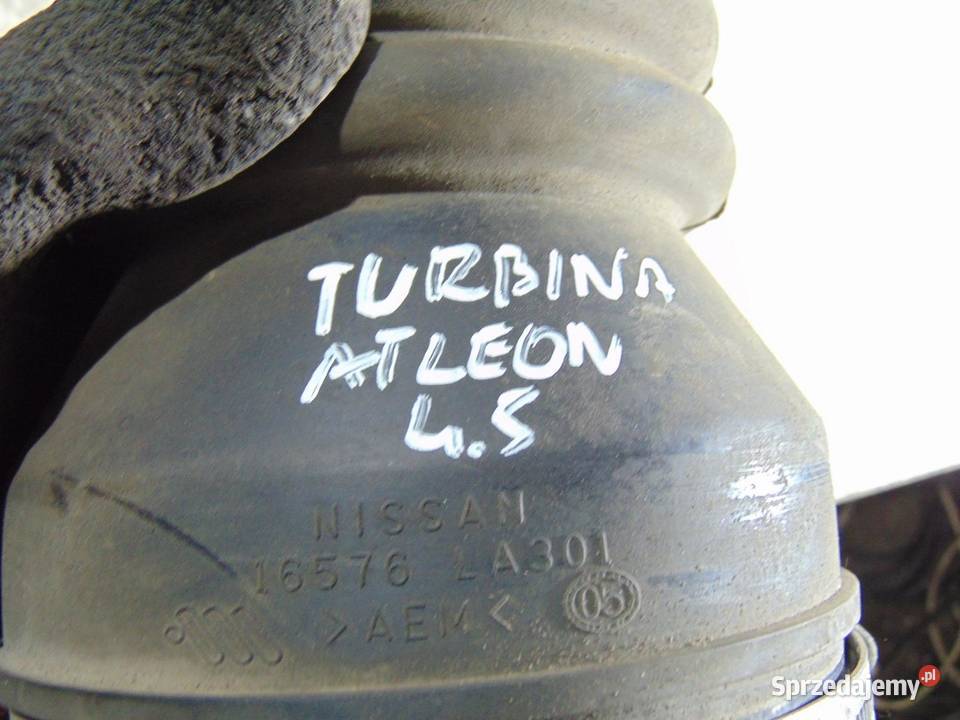 TURBINA
ATLEON
4.5
NISSAN
16576 LA301
>AEM< 05
Sprzedajemy.pl